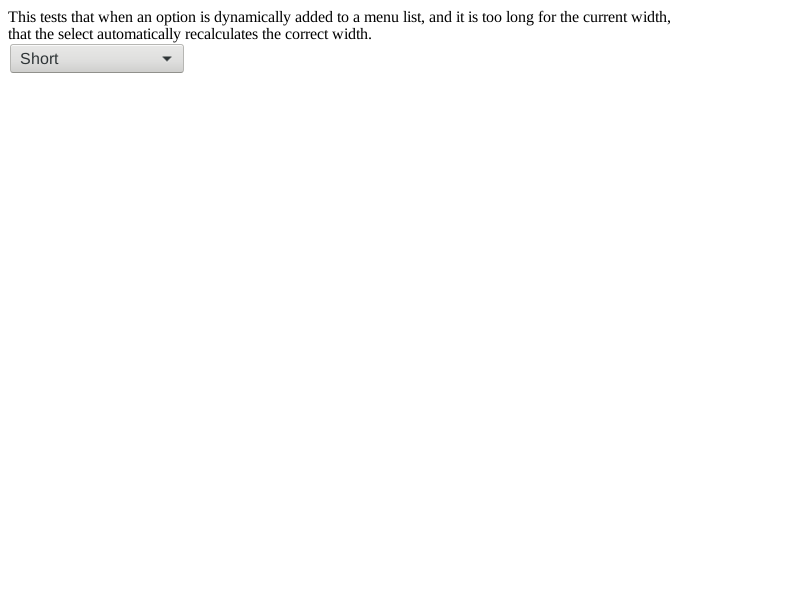 This tests that when an option is dynamically added to a menu list, and it is too long for the current width,
that the select automatically recalculates the correct width.
Short